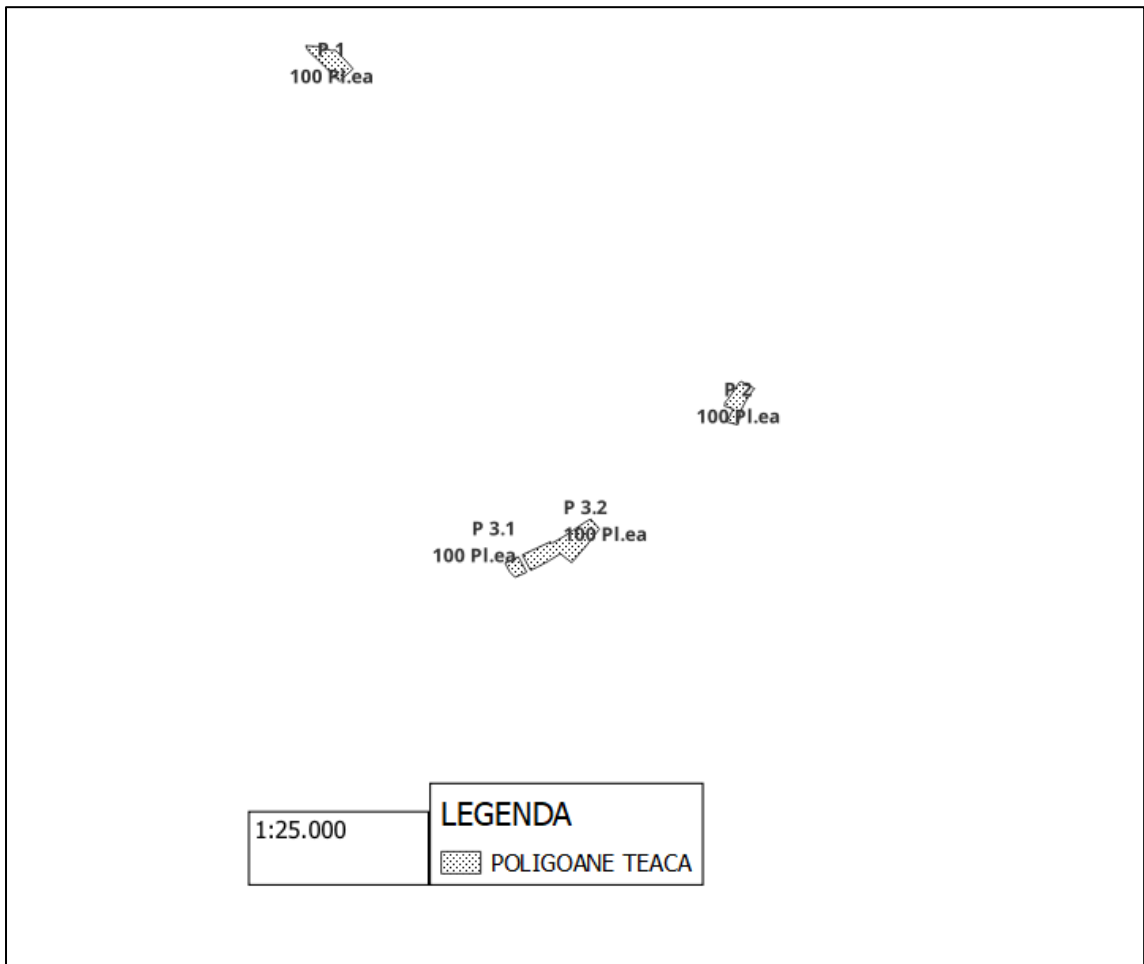 P 1
100 Pl.ea
P 2
100 Pl.ea
P 3.2
100 Pl.ea
P 3.1
100 Pl.ea
1:25.000
LEGENDA
POLIGOANE TEACA